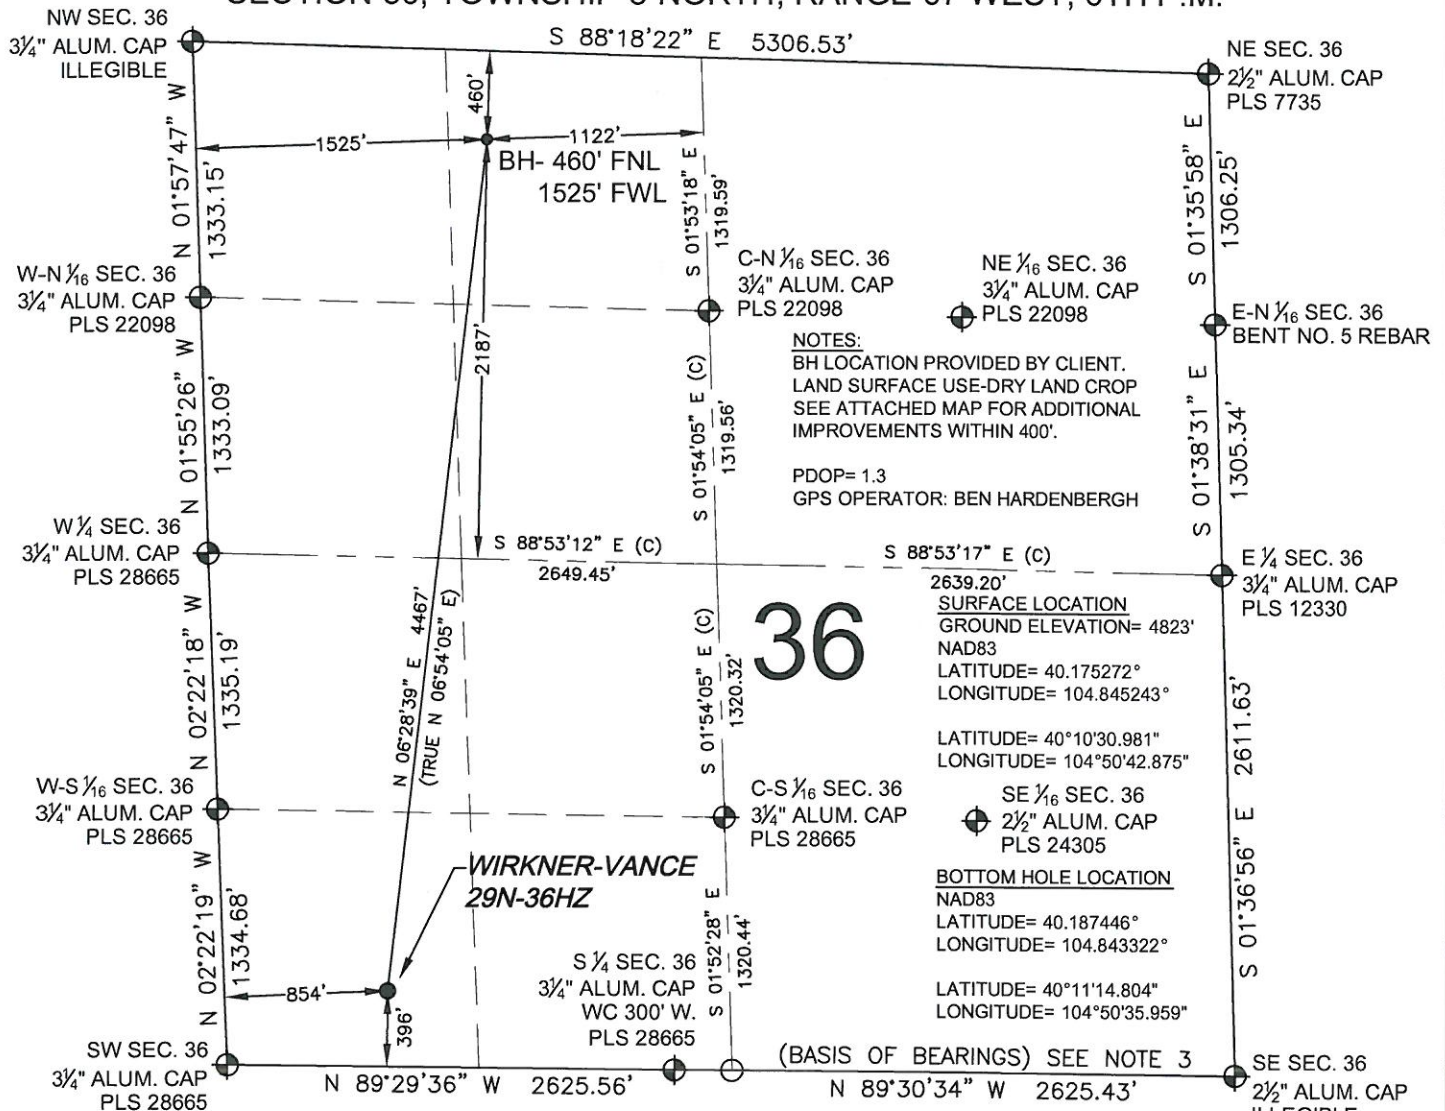 SECTION 36, TOWNSHIP 3 NORTH, RANGE 67 WEST, 6TH P.M.
NW SEC. 36
3¼" ALUM. CAP
ILLEGIBLE
S 88°18'22" E 5306.53'
NE SEC. 36
2½" ALUM. CAP
PLS 7735
N 01°57'47" W
1333.15'
460'
1525'
1122'
BH- 460' FNL
1525' FWL
S 01°53'18" E
1319.59'
S 01°35'58" E
1306.25'
W-N 1/16 SEC. 36
3¼" ALUM. CAP
PLS 22098
C-N 1/16 SEC. 36
3¼" ALUM. CAP
PLS 22098
NE 1/16 SEC. 36
3¼" ALUM. CAP
PLS 22098
E-N 1/16 SEC. 36
BENT NO. 5 REBAR
NOTES:
BH LOCATION PROVIDED BY CLIENT.
LAND SURFACE USE-DRY LAND CROP
SEE ATTACHED MAP FOR ADDITIONAL
IMPROVEMENTS WITHIN 400'.
PDOP= 1.3
GPS OPERATOR: BEN HARDENBERGH
N 01°55'26" W
1333.09'
2187'
S 01°54'05" E (C)
1319.56'
S 01°38'31" E
1305.34'
W ¼ SEC. 36
3¼" ALUM. CAP
PLS 28665
S 88°53'12" E (C)
2649.45'
S 88°53'17" E (C)
2639.20'
E ¼ SEC. 36
3¼" ALUM. CAP
PLS 12330
N 06°28'39" E 4467'
(TRUE N 06°54'05" E)
36
SURFACE LOCATION
GROUND ELEVATION= 4823'
NAD83
LATITUDE= 40.175272°
LONGITUDE= 104.845243°
LATITUDE= 40°10'30.981"
LONGITUDE= 104°50'42.875"
N 02°22'18" W
1335.19'
S 01°54'05" E (C)
1320.32'
S 01°36'56" E 2611.63'
W-S 1/16 SEC. 36
3¼" ALUM. CAP
PLS 28665
C-S 1/16 SEC. 36
3¼" ALUM. CAP
PLS 28665
SE 1/16 SEC. 36
2½" ALUM. CAP
PLS 24305
WIRKNER-VANCE
29N-36HZ
BOTTOM HOLE LOCATION
NAD83
LATITUDE= 40.187446°
LONGITUDE= 104.843322°
LATITUDE= 40°11'14.804"
LONGITUDE= 104°50'35.959"
N 02°22'19" W
1334.68'
854'
396'
S ¼ SEC. 36
3¼" ALUM. CAP
WC 300' W.
PLS 28665
S 01°52'28" E
1320.44'
SW SEC. 36
3¼" ALUM. CAP
PLS 28665
N 89°29'36" W 2625.56'
(BASIS OF BEARINGS) SEE NOTE 3
N 89°30'34" W 2625.43'
SE SEC. 36
2½" ALUM. CAP
ILLEGIBLE